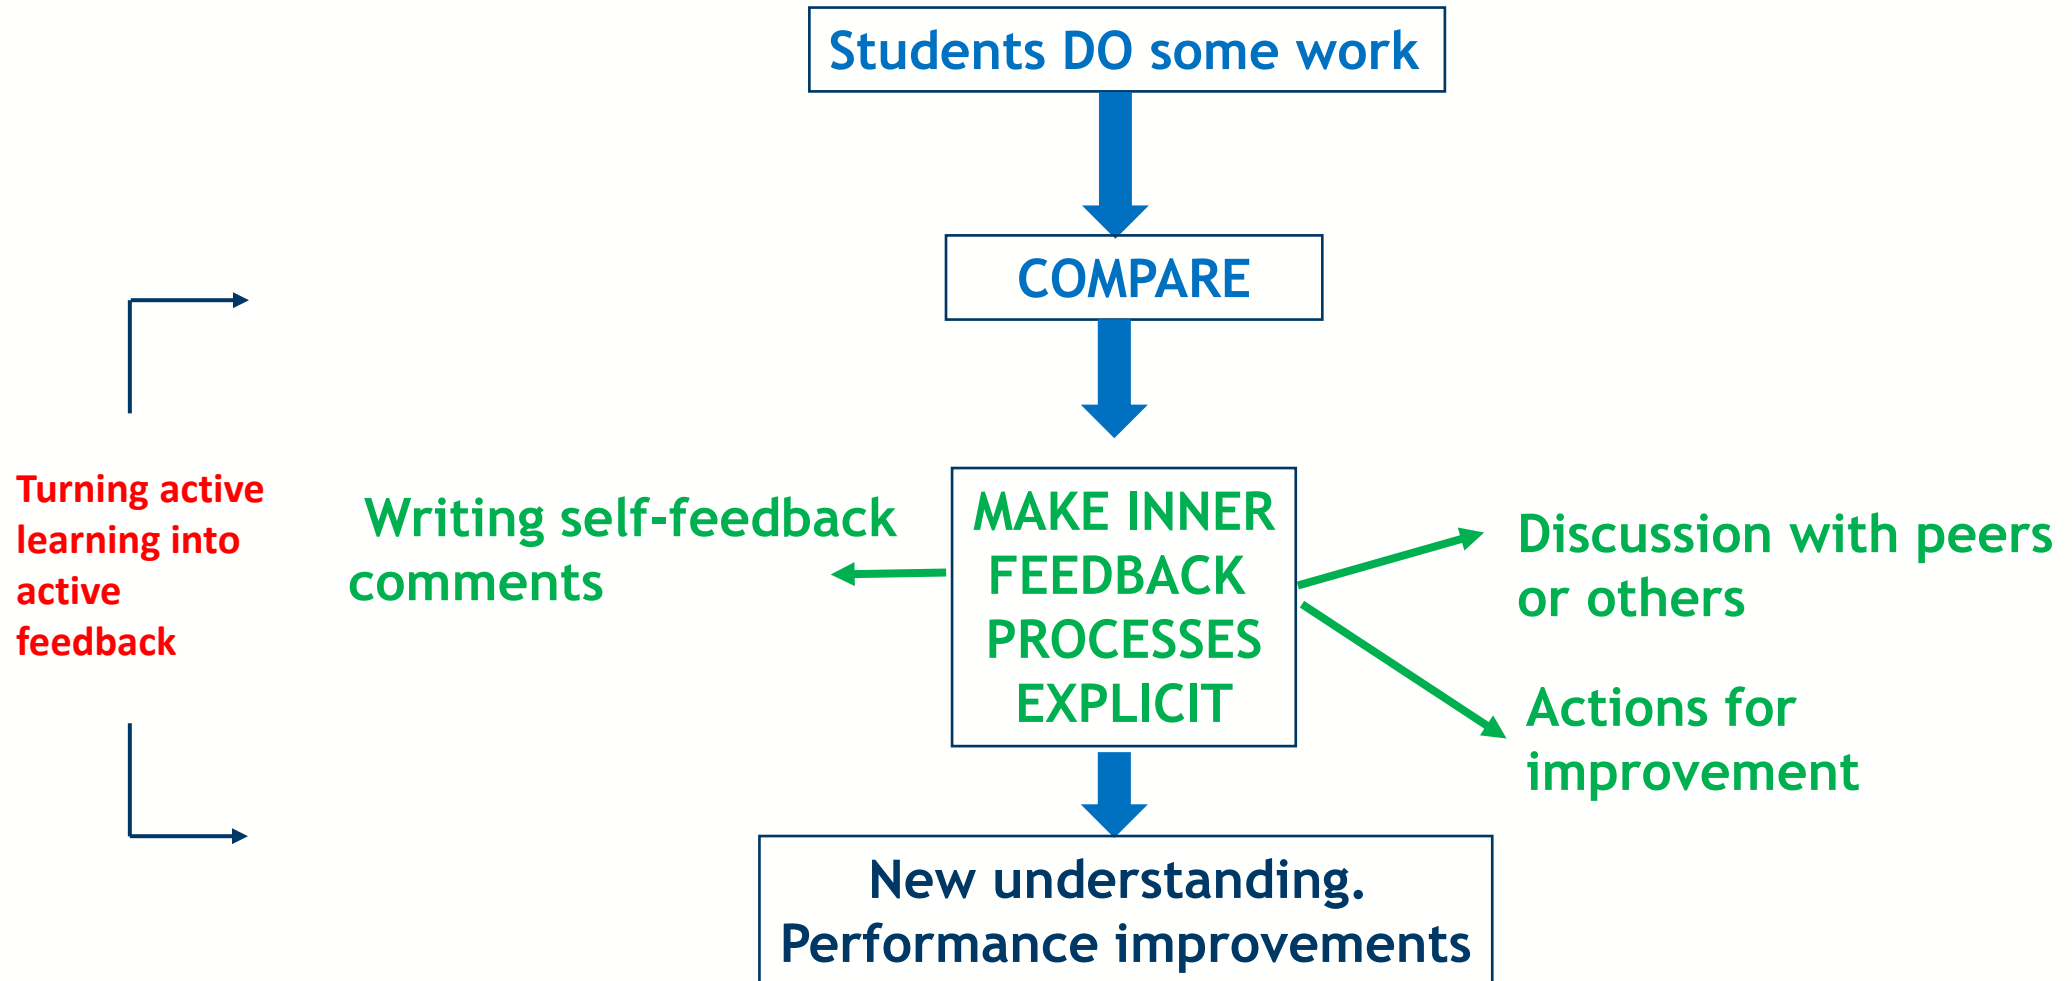 Students DO some work
COMPARE
Turning active
learning into
active
feedback
Writing self-feedback
comments
MAKE INNER
FEEDBACK
PROCESSES
EXPLICIT
Discussion with peers
or others
Actions for
improvement
New understanding.
Performance improvements